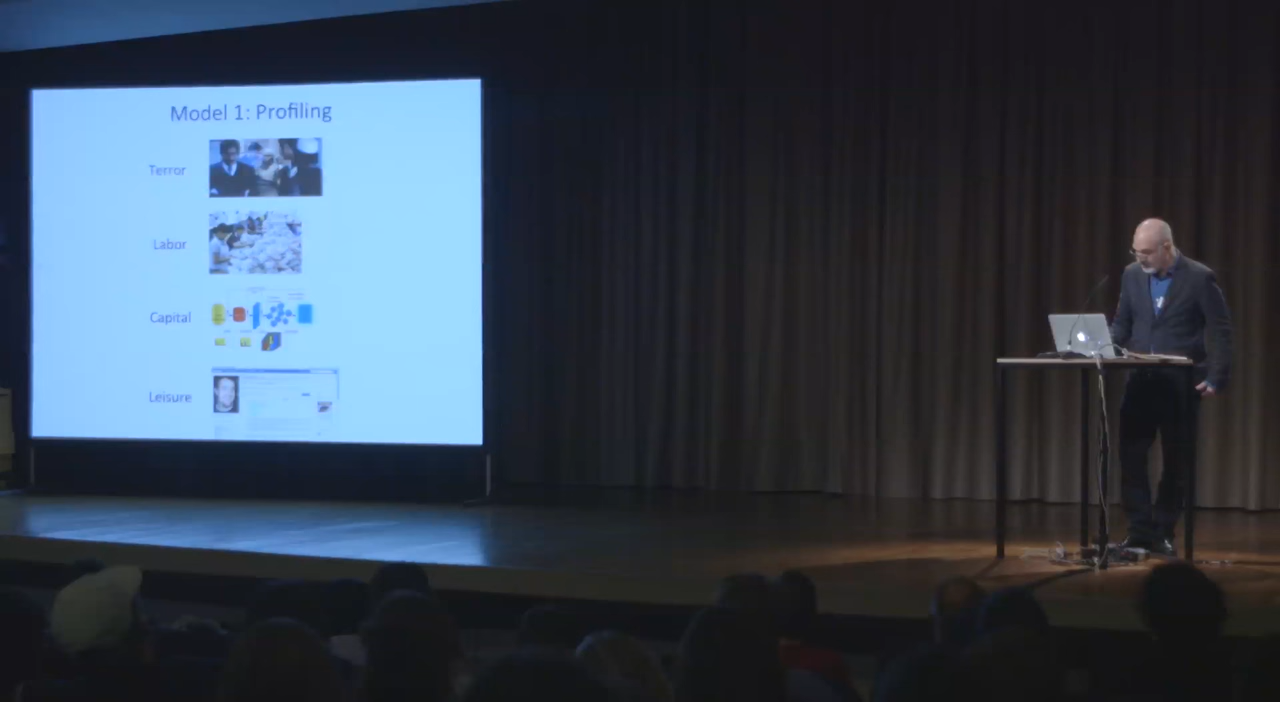 Model 1: Profiling
Terror
Labor
Capital
Leisure